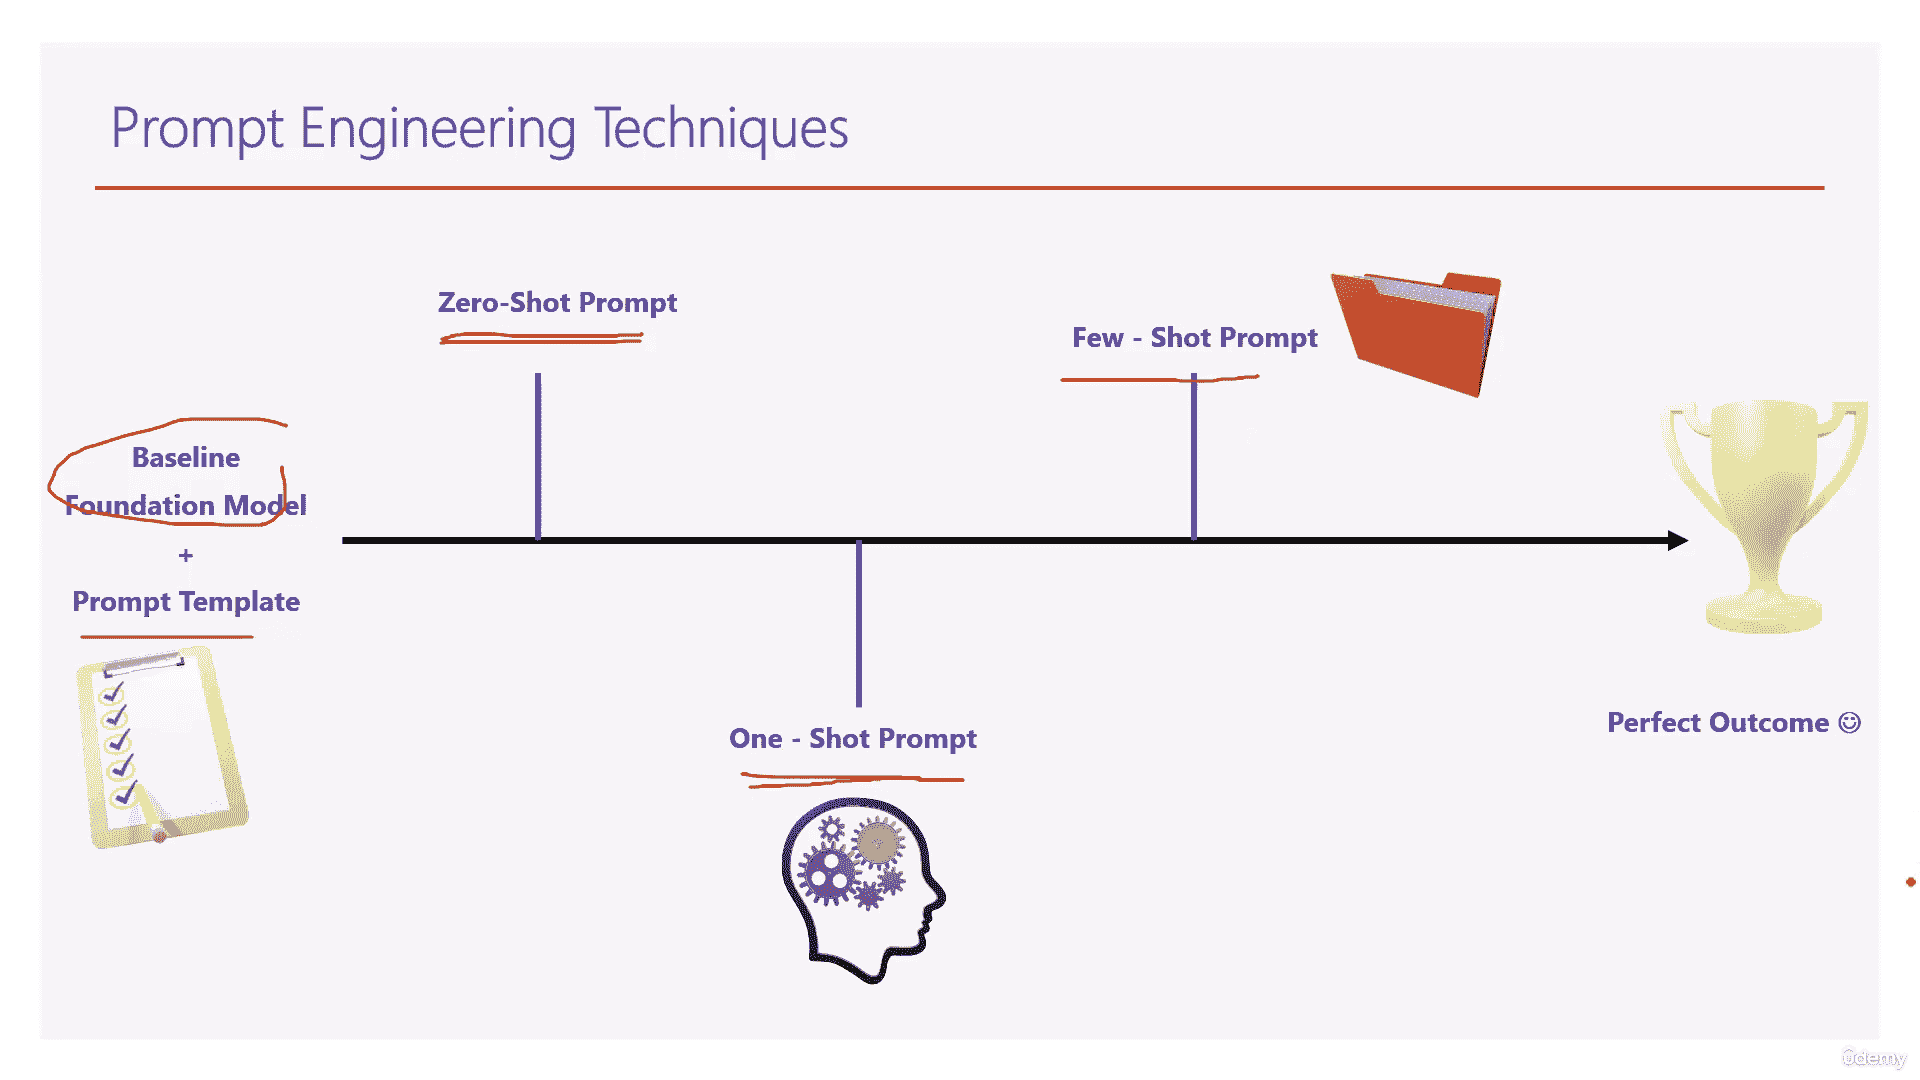 Prompt Engineering Techniques
Zero-Shot Prompt
Few - Shot Prompt
Baseline
Foundation Model
+
Prompt Template
One - Shot Prompt
Perfect Outcome ☺
Udemy